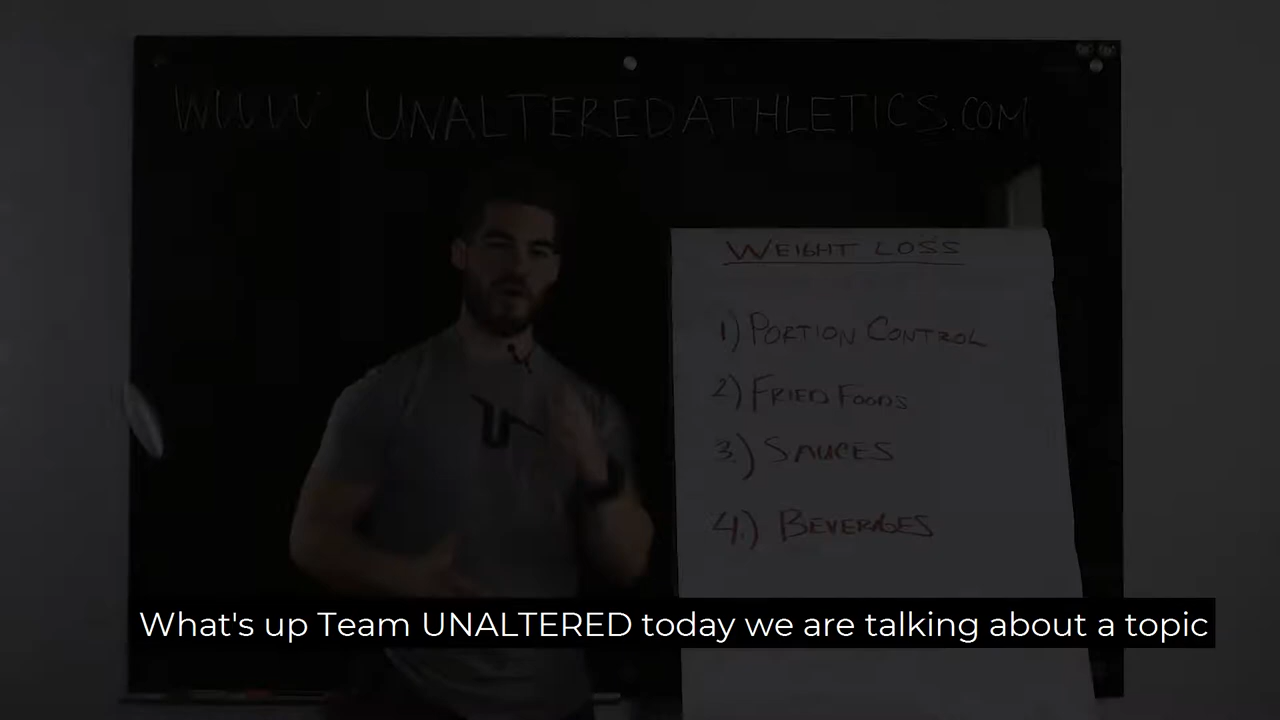 WWW UNALTEREDATHLETICS.COM
WEIGHT LOSS
1) PORTION CONTROL
2) FRIED FOODS
3.) SAUCES
4.) BEVERAGES
What's up Team UNALTERED today we are talking about a topic